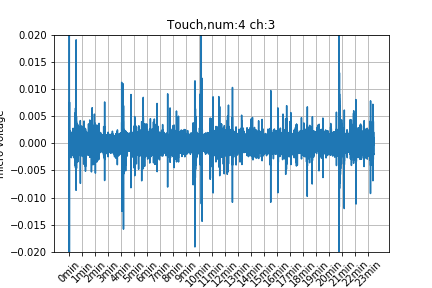 Touch,num:4 ch:3
0.020
0.015
0.010
0.005
0.000
−0.005
−0.010
−0.015
−0.020
micro voltage
0min
1min
2min
3min
4min
5min
6min
7min
8min
9min
10min
11min
12min
13min
14min
15min
16min
17min
18min
19min
20min
21min
22min
23min